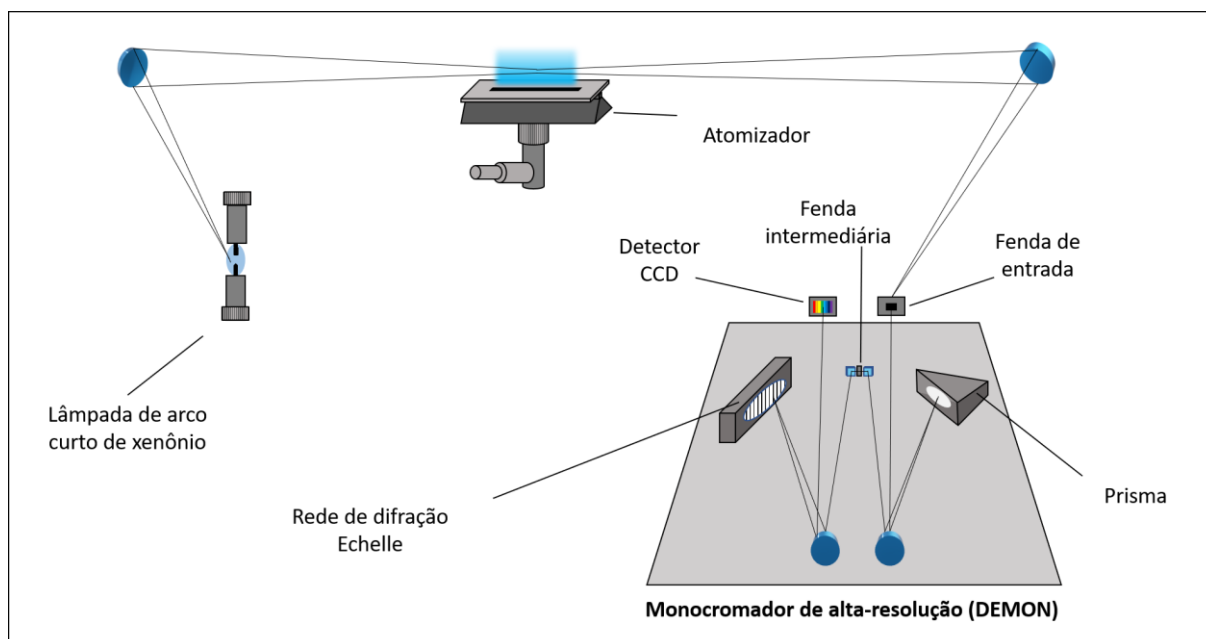 Atomizador
Fenda
intermediária
Detector
CCD
Fenda de
entrada
Lâmpada de arco
curto de xenônio
Rede de difração
Echelle
Prisma
Monocromador de alta-resolução (DEMON)